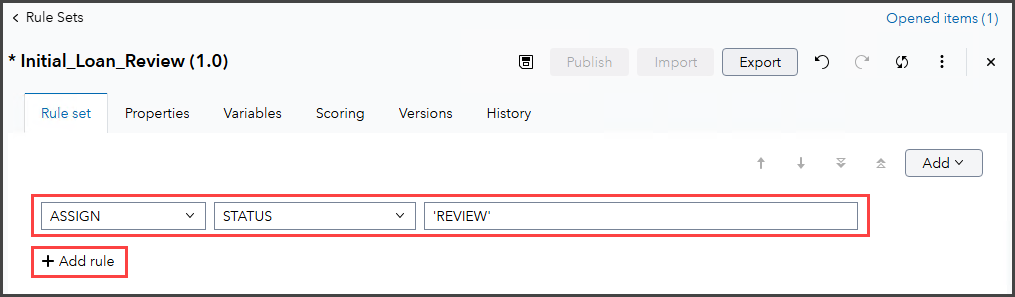 Rule Sets
Opened items (1)
* Initial_Loan_Review (1.0)
Publish
Import
Export
Rule set
Properties
Variables
Scoring
Versions
History
Add
ASSIGN
STATUS
'REVIEW'
+ Add rule